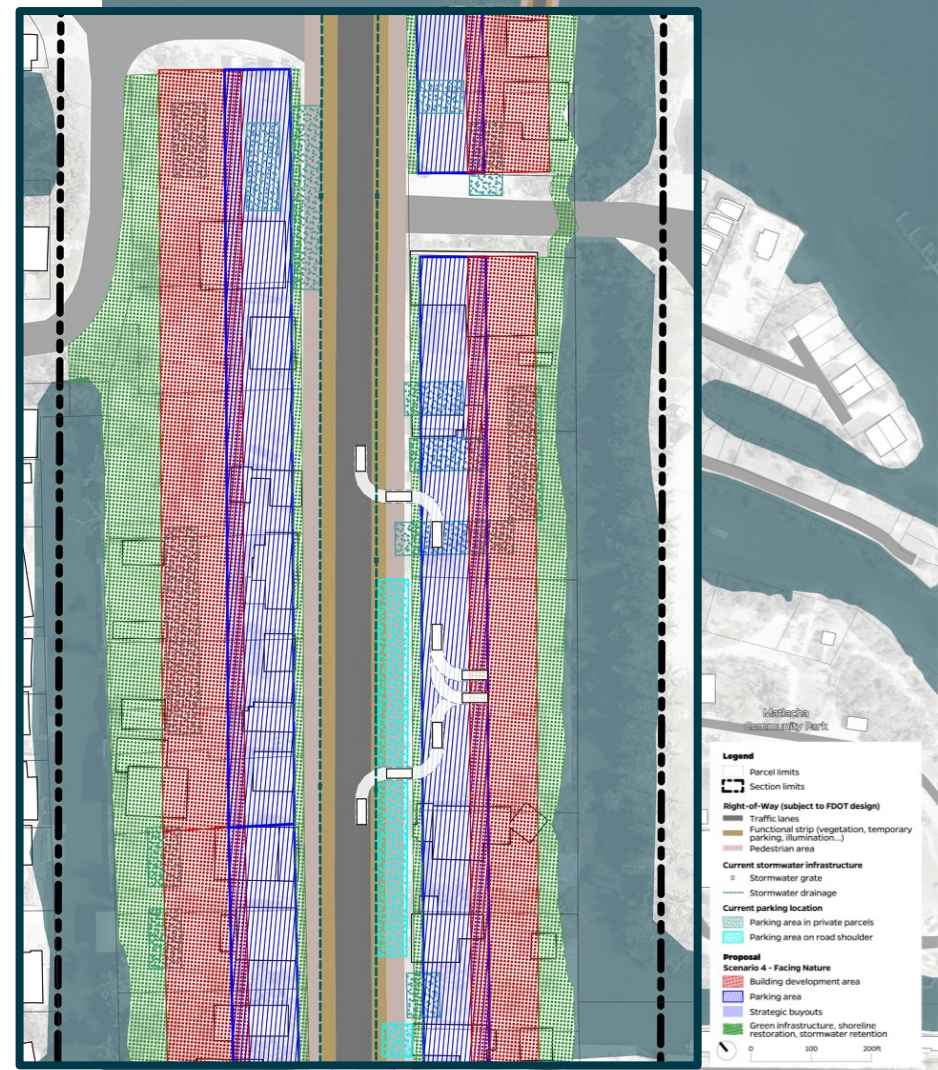 Matlacha
Community Park
Legend
Parcel limits
Section limits
Right-of-Way (subject to FDOT design)
Traffic lanes
Functional strip (vegetation, temporary
parking, illumination...)
Pedestrian area
Current stormwater infrastructure
Stormwater grate
Stormwater drainage
Current parking location
Parking area in private parcels
Parking area on road shoulder
Proposal
Scenario 4 - Facing Nature
Building development area
Parking area
Strategic buyouts
Green infrastructure, shoreline
restoration, stormwater retention
0 100 200ft